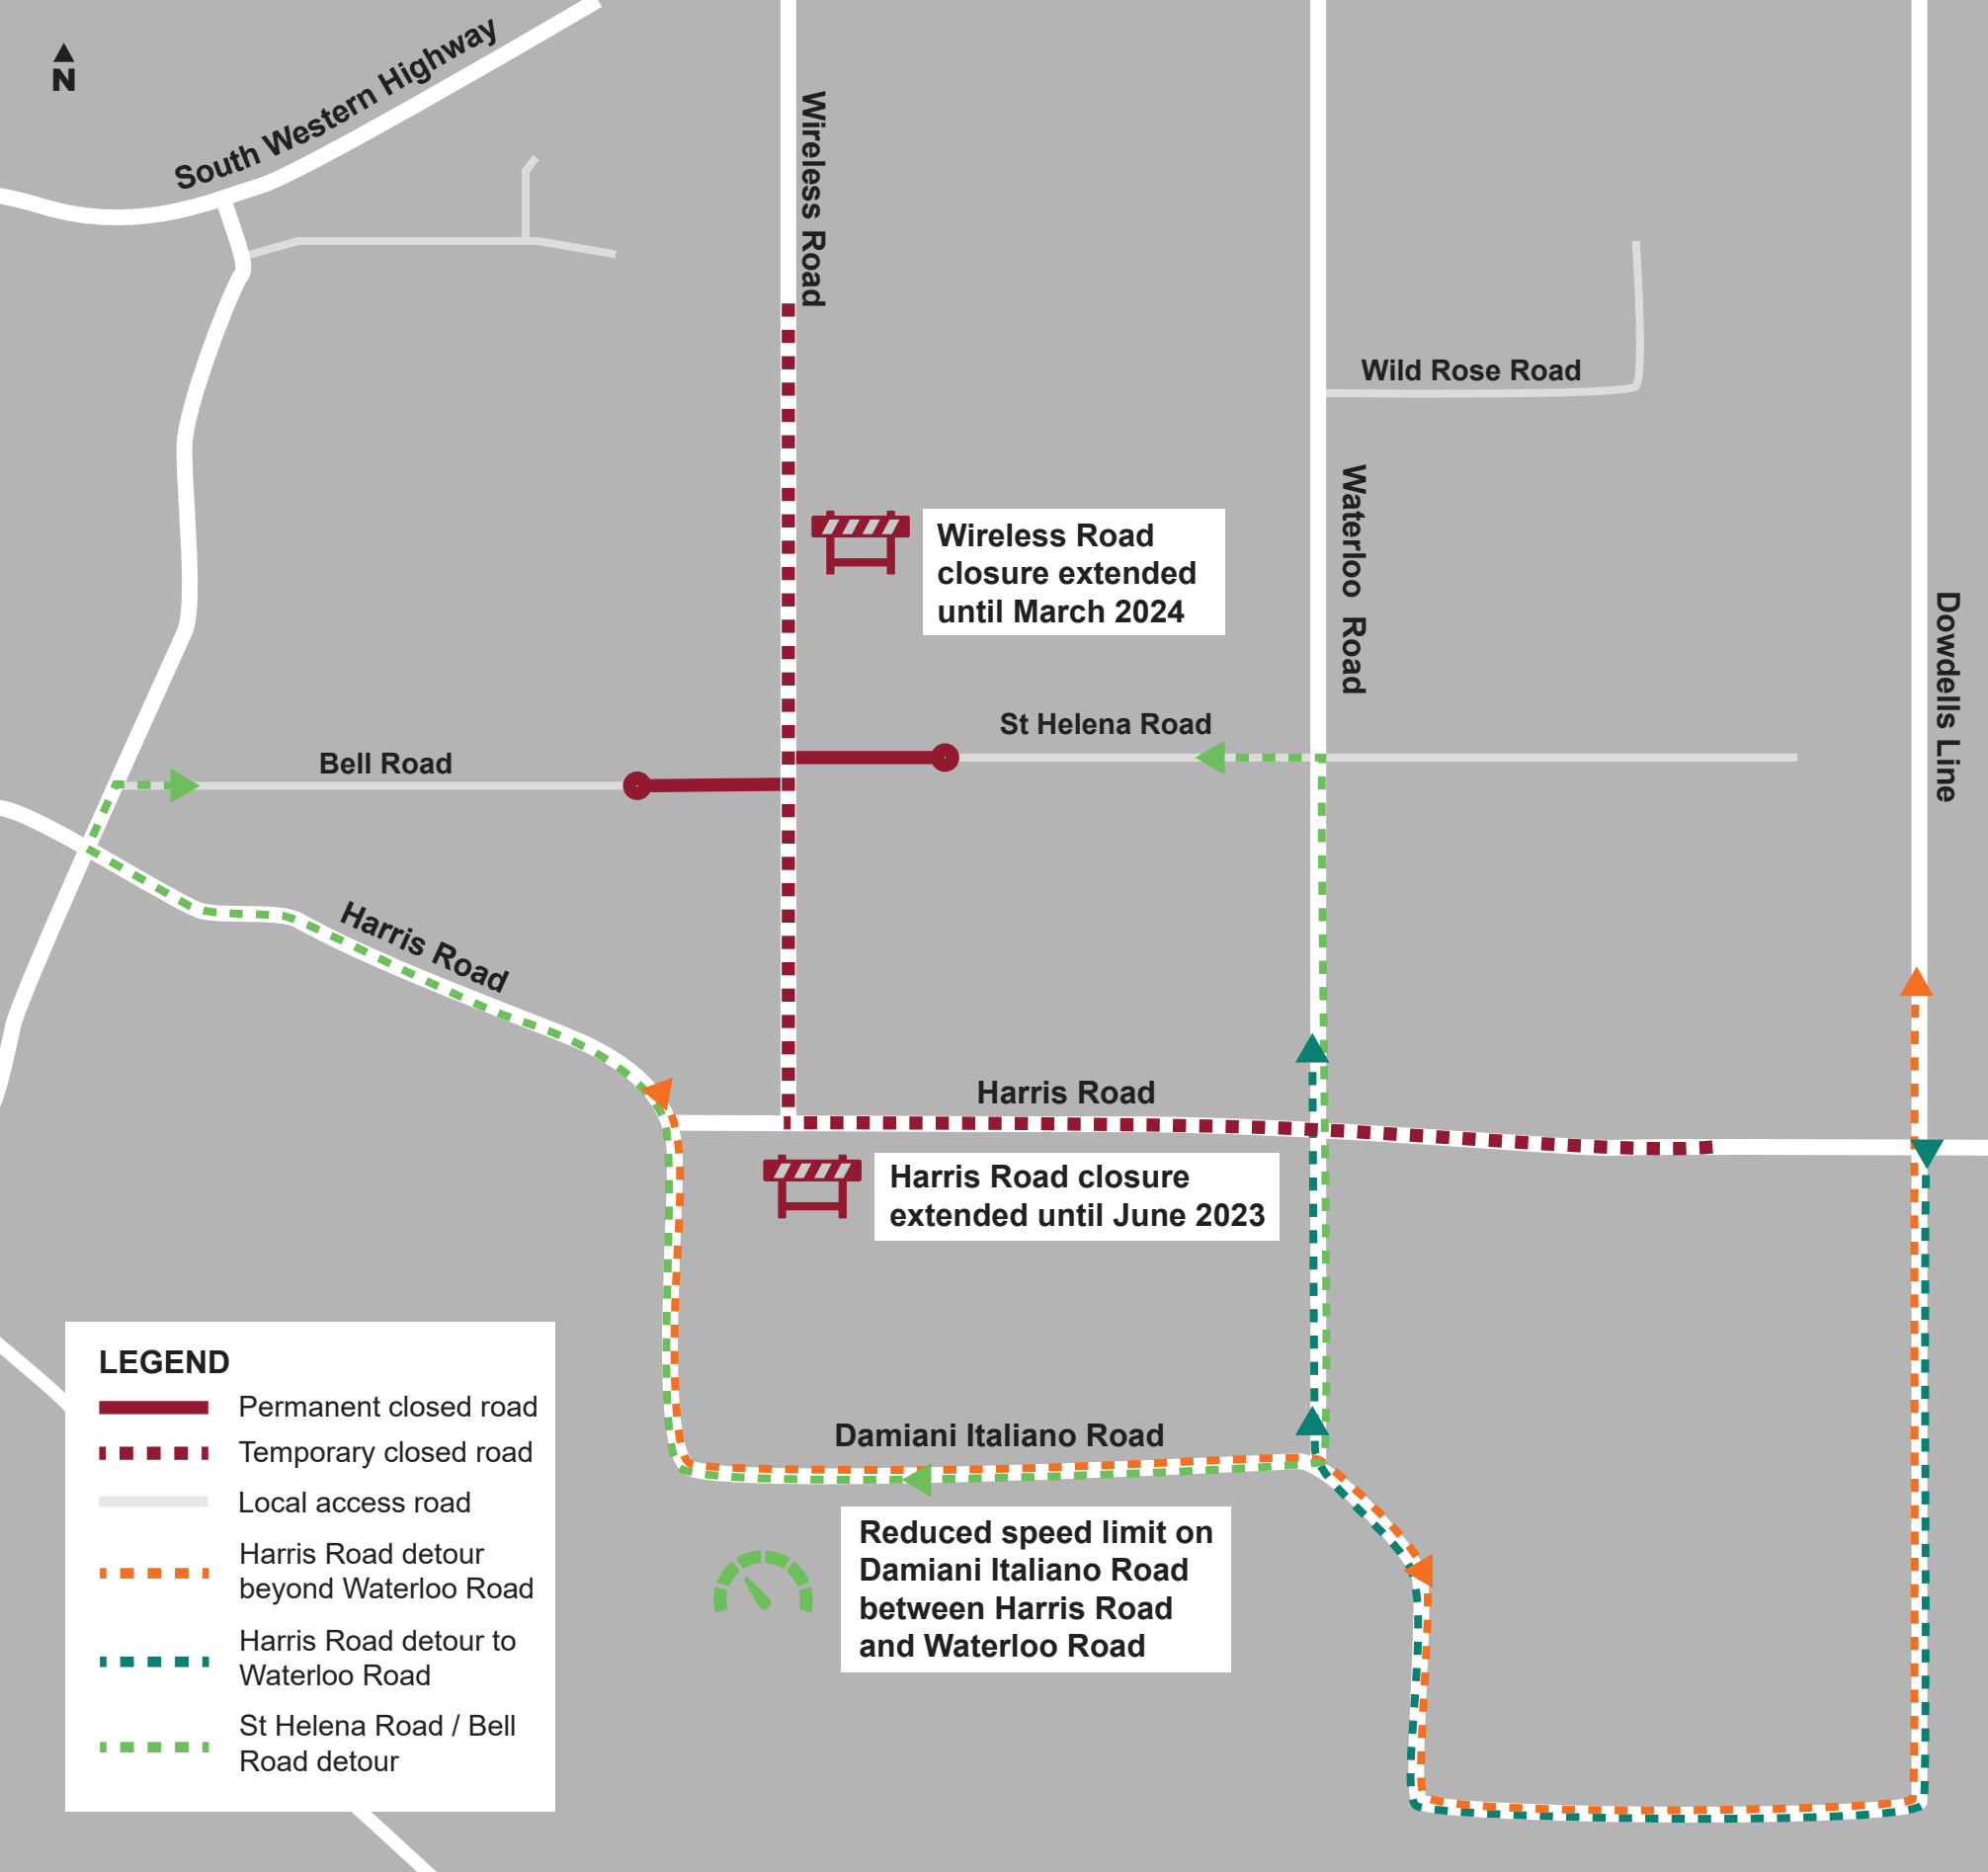 N
South Western Highway
Wireless Road
Wild Rose Road
Waterloo Road
Wireless Road
closure extended
until March 2024
Dowdells Line
St Helena Road
Bell Road
Harris Road
Harris Road
Harris Road closure
extended until June 2023
Damiani Italiano Road
Reduced speed limit on
Damiani Italiano Road
between Harris Road
and Waterloo Road
LEGEND
Permanent closed road
Temporary closed road
Local access road
Harris Road detour
beyond Waterloo Road
Harris Road detour to
Waterloo Road
St Helena Road / Bell
Road detour